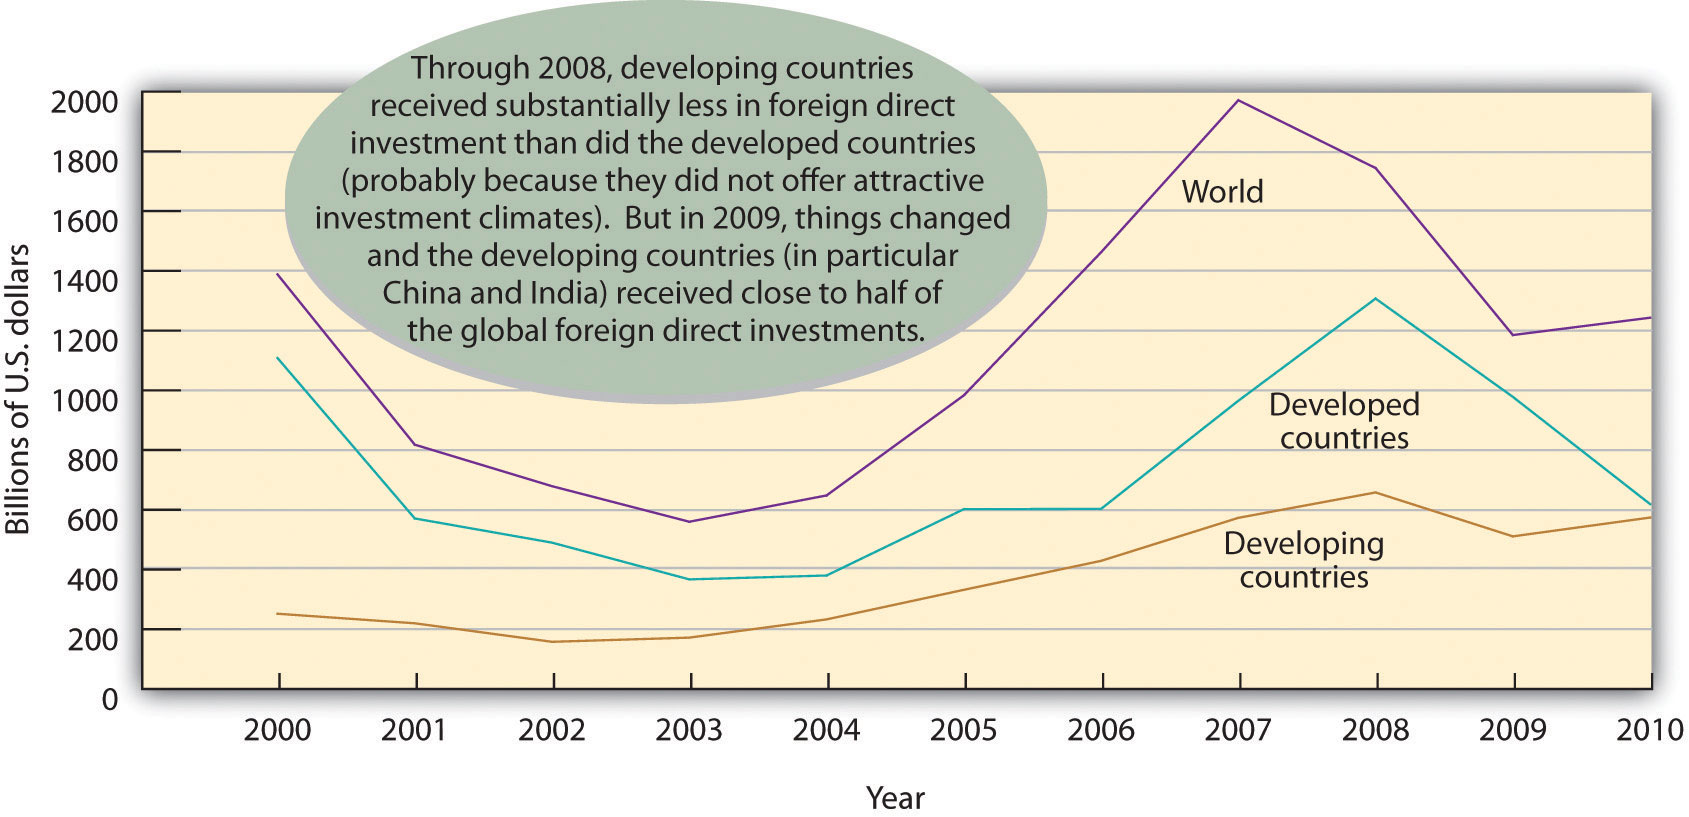 Through 2008, developing countries
received substantially less in foreign direct
investment than did the developed countries
(probably because they did not offer attractive
investment climates).  But in 2009, things changed
and the developing countries (in particular
China and India) received close to half of
the global foreign direct investments.
Billions of U.S. dollars
2000
1800
1600
1400
1200
1000
800
600
400
200
0
World
Developed
countries
Developing
countries
2000 2001 2002 2003 2004 2005 2006 2007 2008 2009 2010
Year